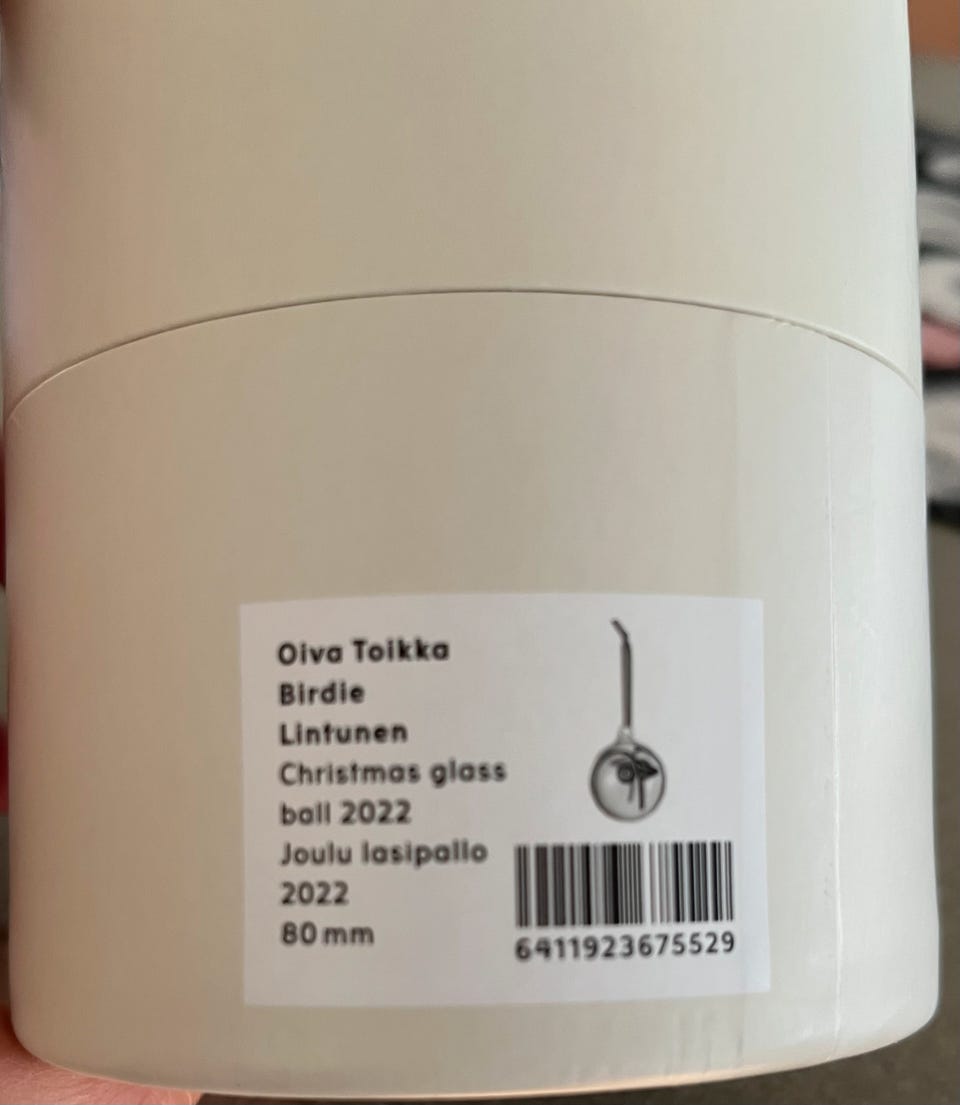 Oiva Toikka
Birdie
Lintunen
Christmas glass
ball 2022
Joulu lasipallo
2022
80 mm
6411923675529